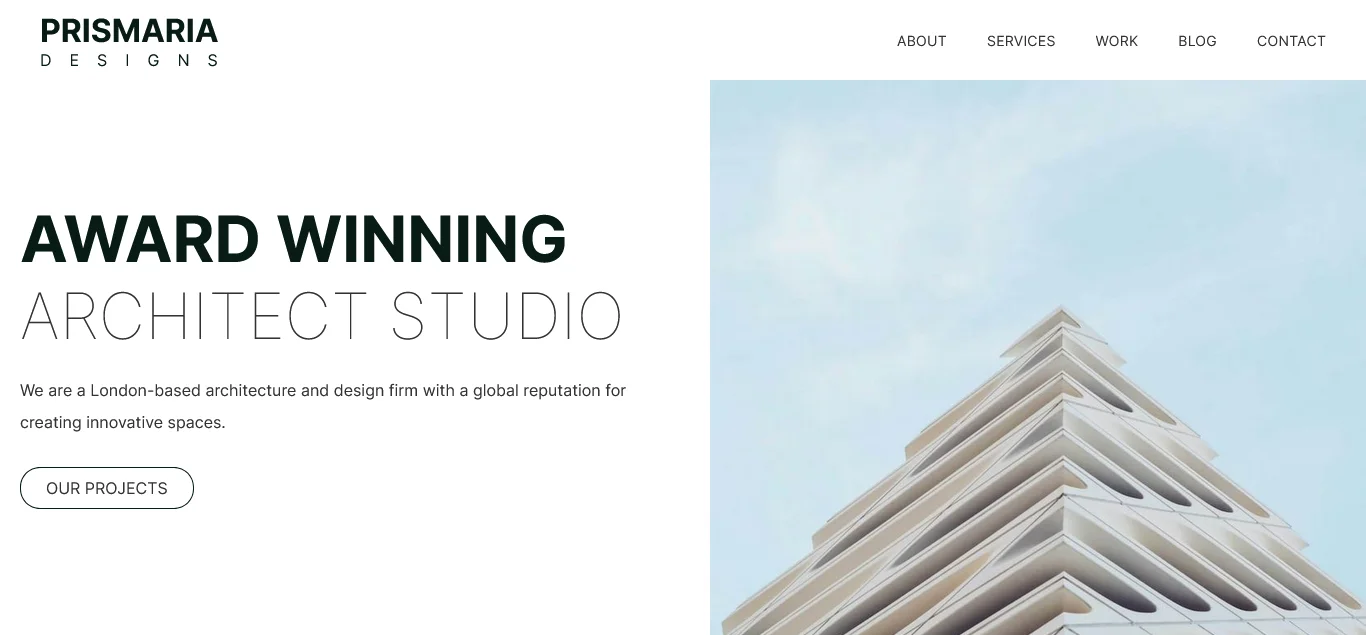 PRISMARIA
DESIGNS
ABOUT SERVICES WORK BLOG CONTACT
AWARD WINNING
ARCHITECT STUDIO
We are a London-based architecture and design firm with a global reputation for
creating innovative spaces.
OUR PROJECTS